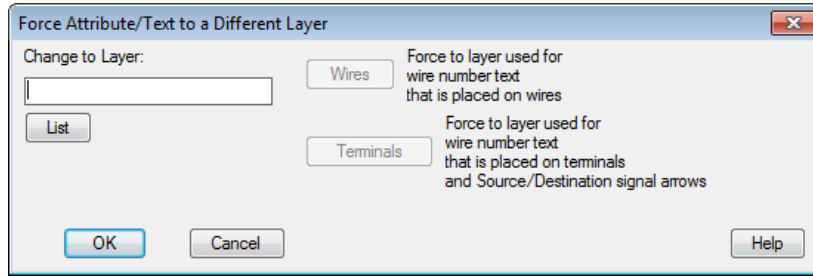 Force Attribute/Text to a Different Layer
Change to Layer:
List
Wires
Force to layer used for
wire number text
that is placed on wires
Terminals
Force to layer used for
wire number text
that is placed on terminals
and Source/Destination signal arrows
OK
Cancel
Help